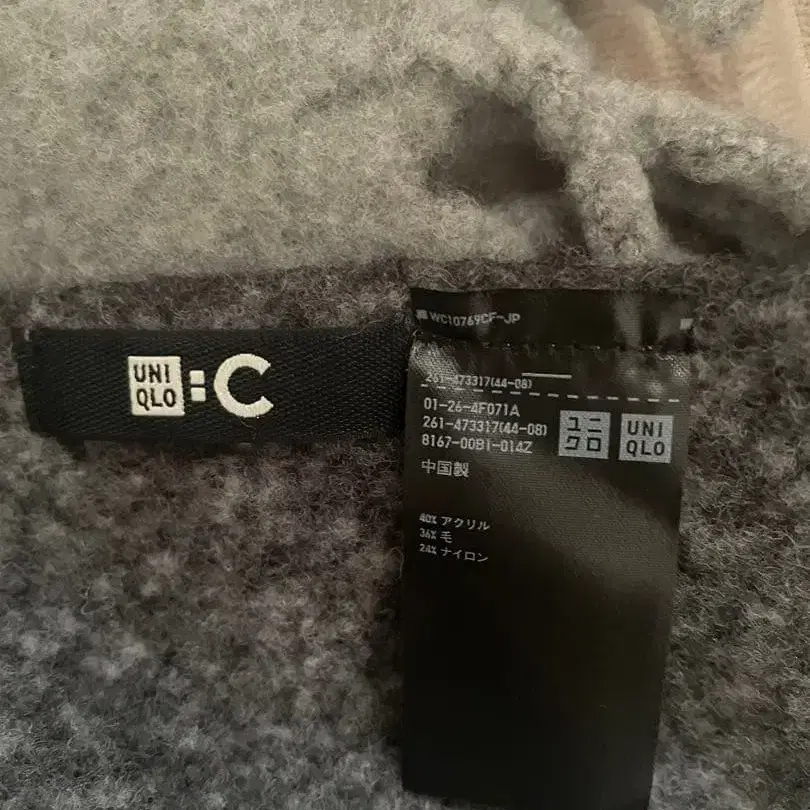 UNI
QLO : C
WC10769CF-JP
261-473317(44-08)
01-26-4F071A
261-473317(44-08)
8167-00B1-014Z
ユニ
クロ
UNI
QLO
中国製
40% アクリル
36% 毛
24% ナイロン